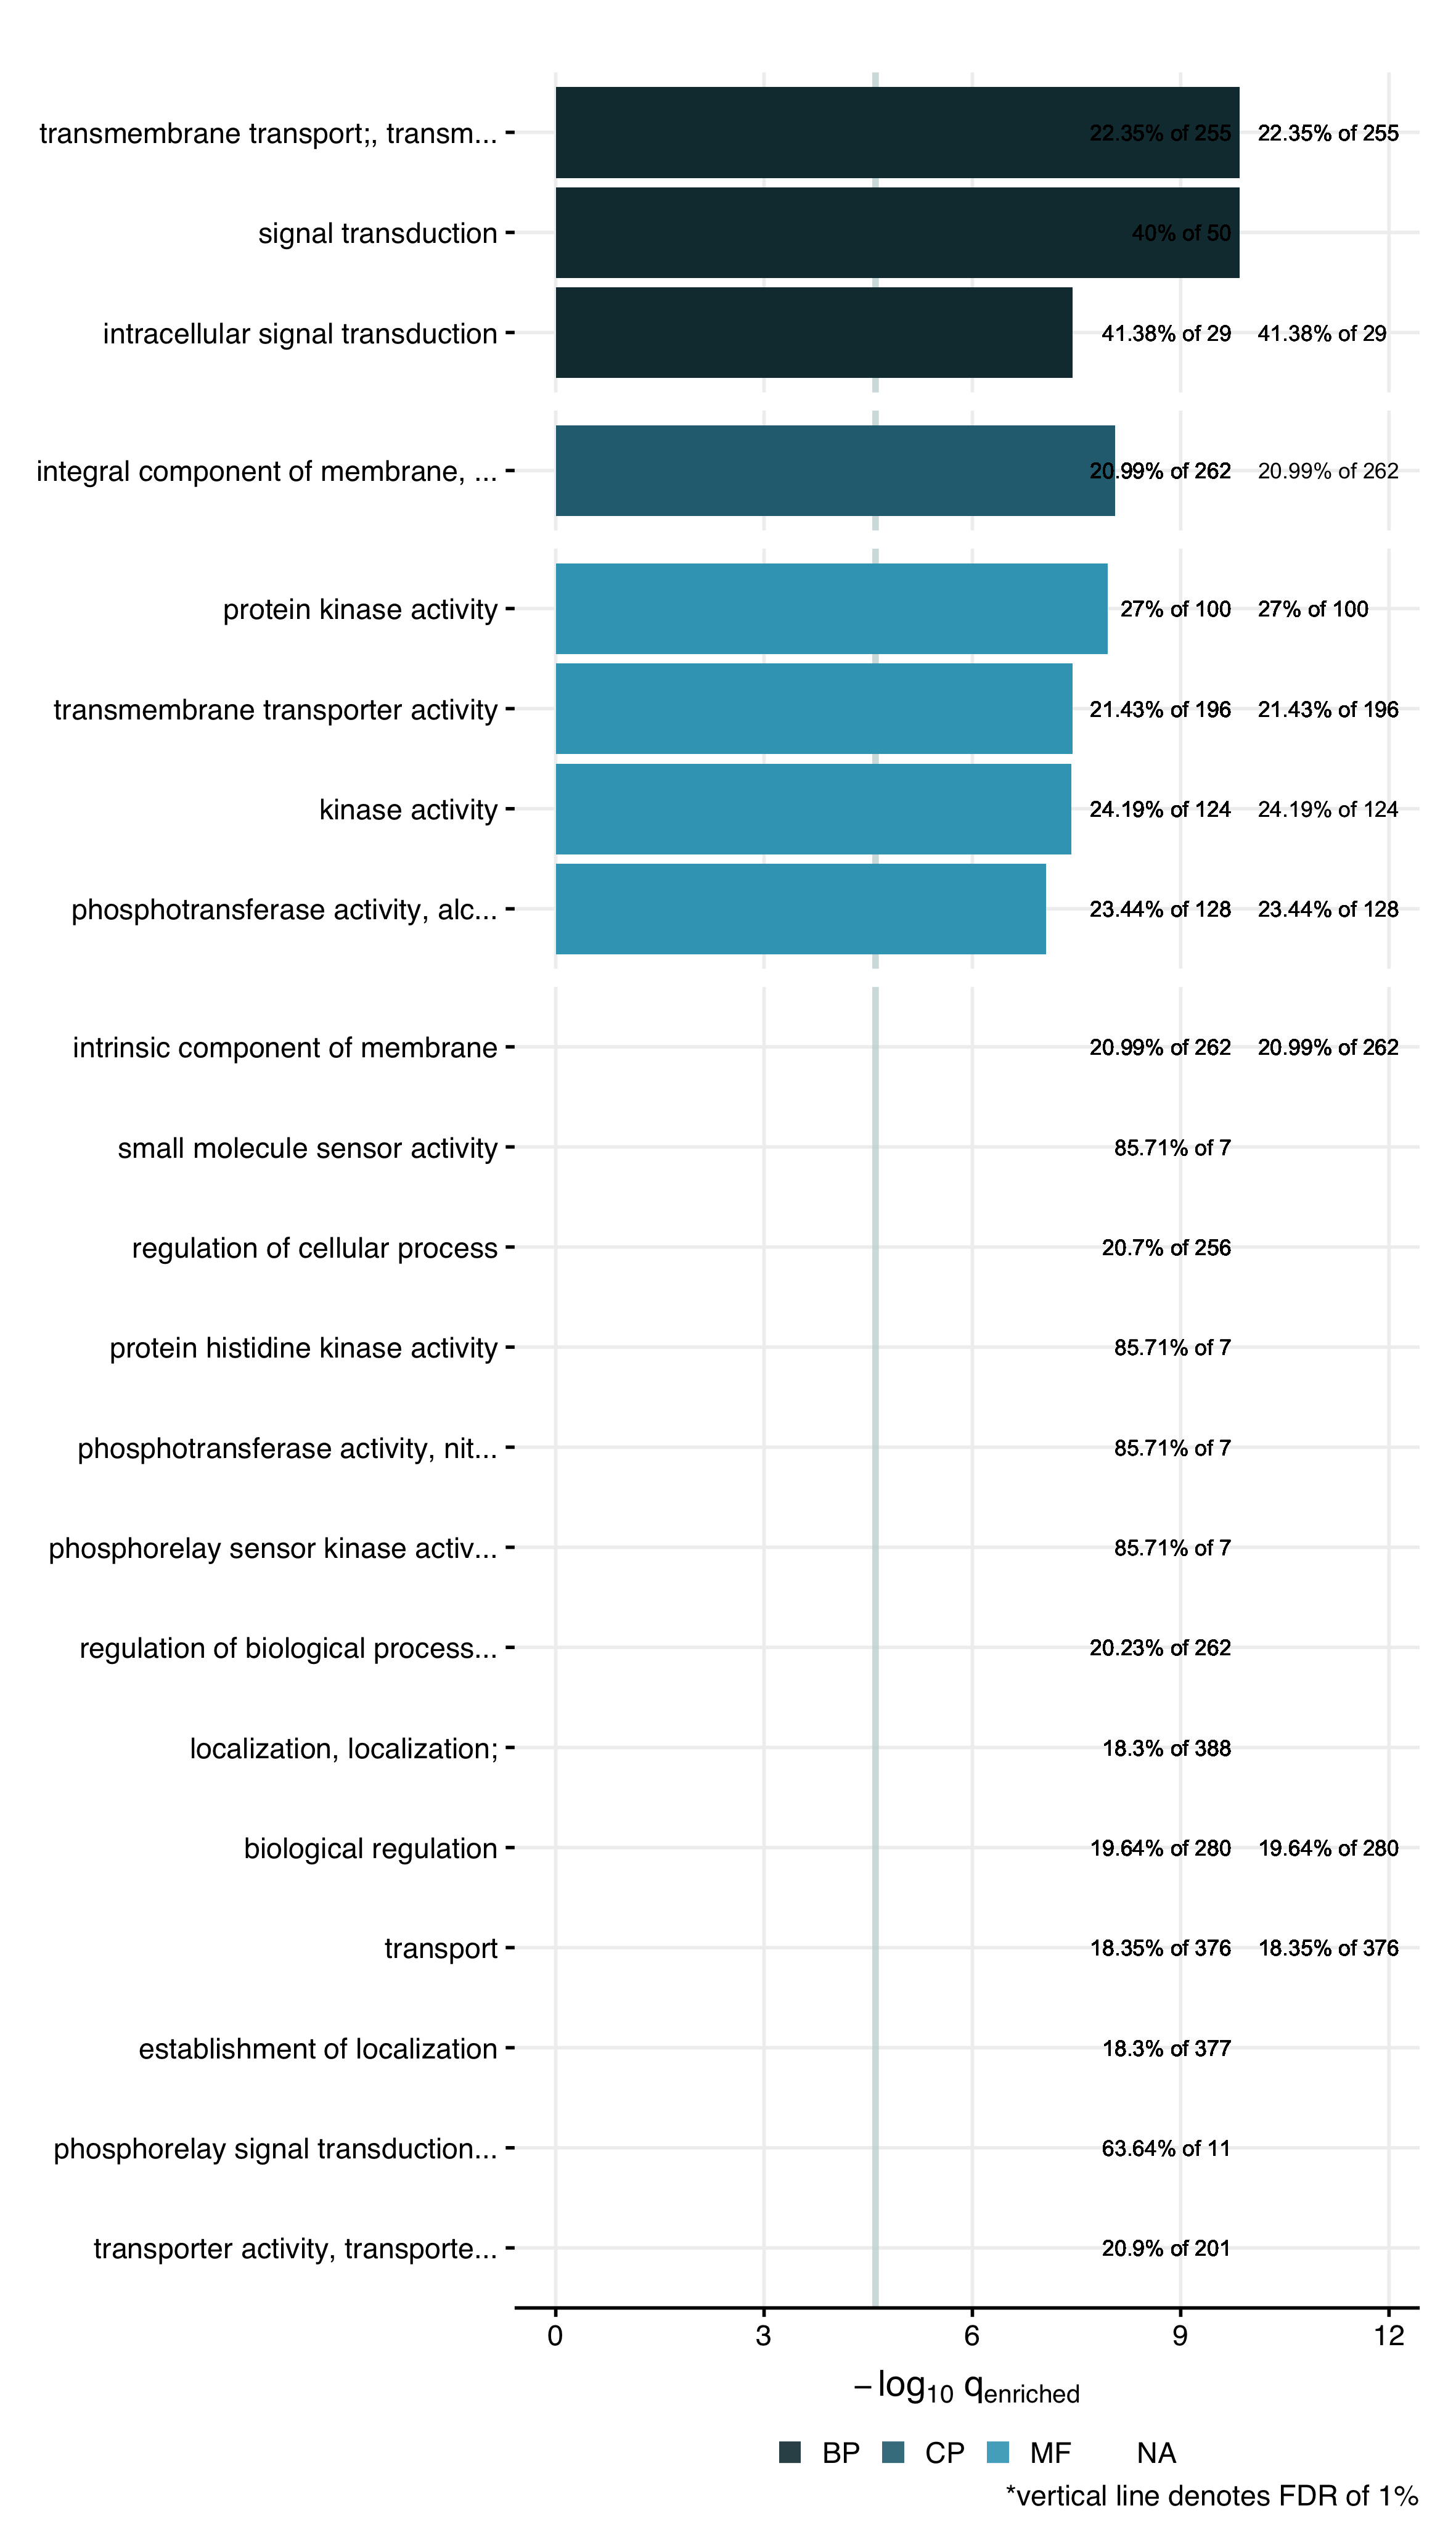 transmembrane transport;, transm... 22.35% of 255 22.35% of 255
signal transduction 40% of 50
intracellular signal transduction 41.38% of 29 41.38% of 29
integral component of membrane, ... 20.99% of 262 20.99% of 262
protein kinase activity 27% of 100 27% of 100
transmembrane transporter activity 21.43% of 196 21.43% of 196
kinase activity 24.19% of 124 24.19% of 124
phosphotransferase activity, alc... 23.44% of 128 23.44% of 128
intrinsic component of membrane 20.99% of 262 20.99% of 262
small molecule sensor activity 85.71% of 7
regulation of cellular process 20.7% of 256
protein histidine kinase activity 85.71% of 7
phosphotransferase activity, nit... 85.71% of 7
phosphorelay sensor kinase activ... 85.71% of 7
regulation of biological process... 20.23% of 262
localization, localization; 18.3% of 388
biological regulation 19.64% of 280 19.64% of 280
transport 18.35% of 376 18.35% of 376
establishment of localization 18.3% of 377
phosphorelay signal transduction... 63.64% of 11
transporter activity, transporte... 20.9% of 201
0 3 6 9 12
−log10 qenriched
BP CP MF NA
*vertical line denotes FDR of 1%